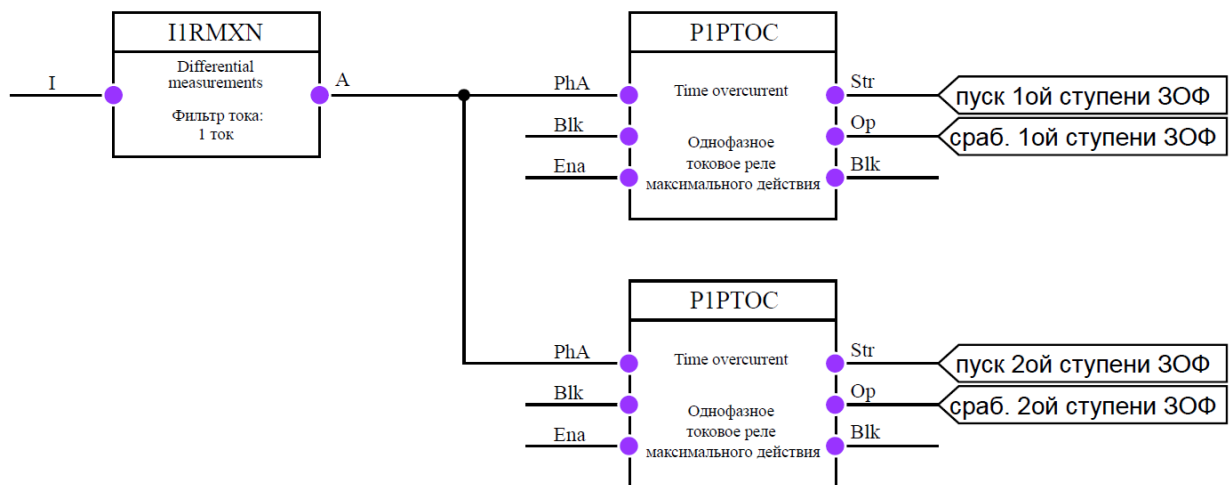 I1RMXN
P1PTOC
I
Differential
measurements
Фильтр тока:
1 ток
A
PhA
Blk
Ena
Time overcurrent
Однофазное
токовое реле
максимального действия
Str
Op
Blk
пуск 1ой ступени ЗОФ
сраб. 1ой ступени ЗОФ
P1PTOC
PhA
Blk
Ena
Time overcurrent
Однофазное
токовое реле
максимального действия
Str
Op
Blk
пуск 2ой ступени ЗОФ
сраб. 2ой ступени ЗОФ